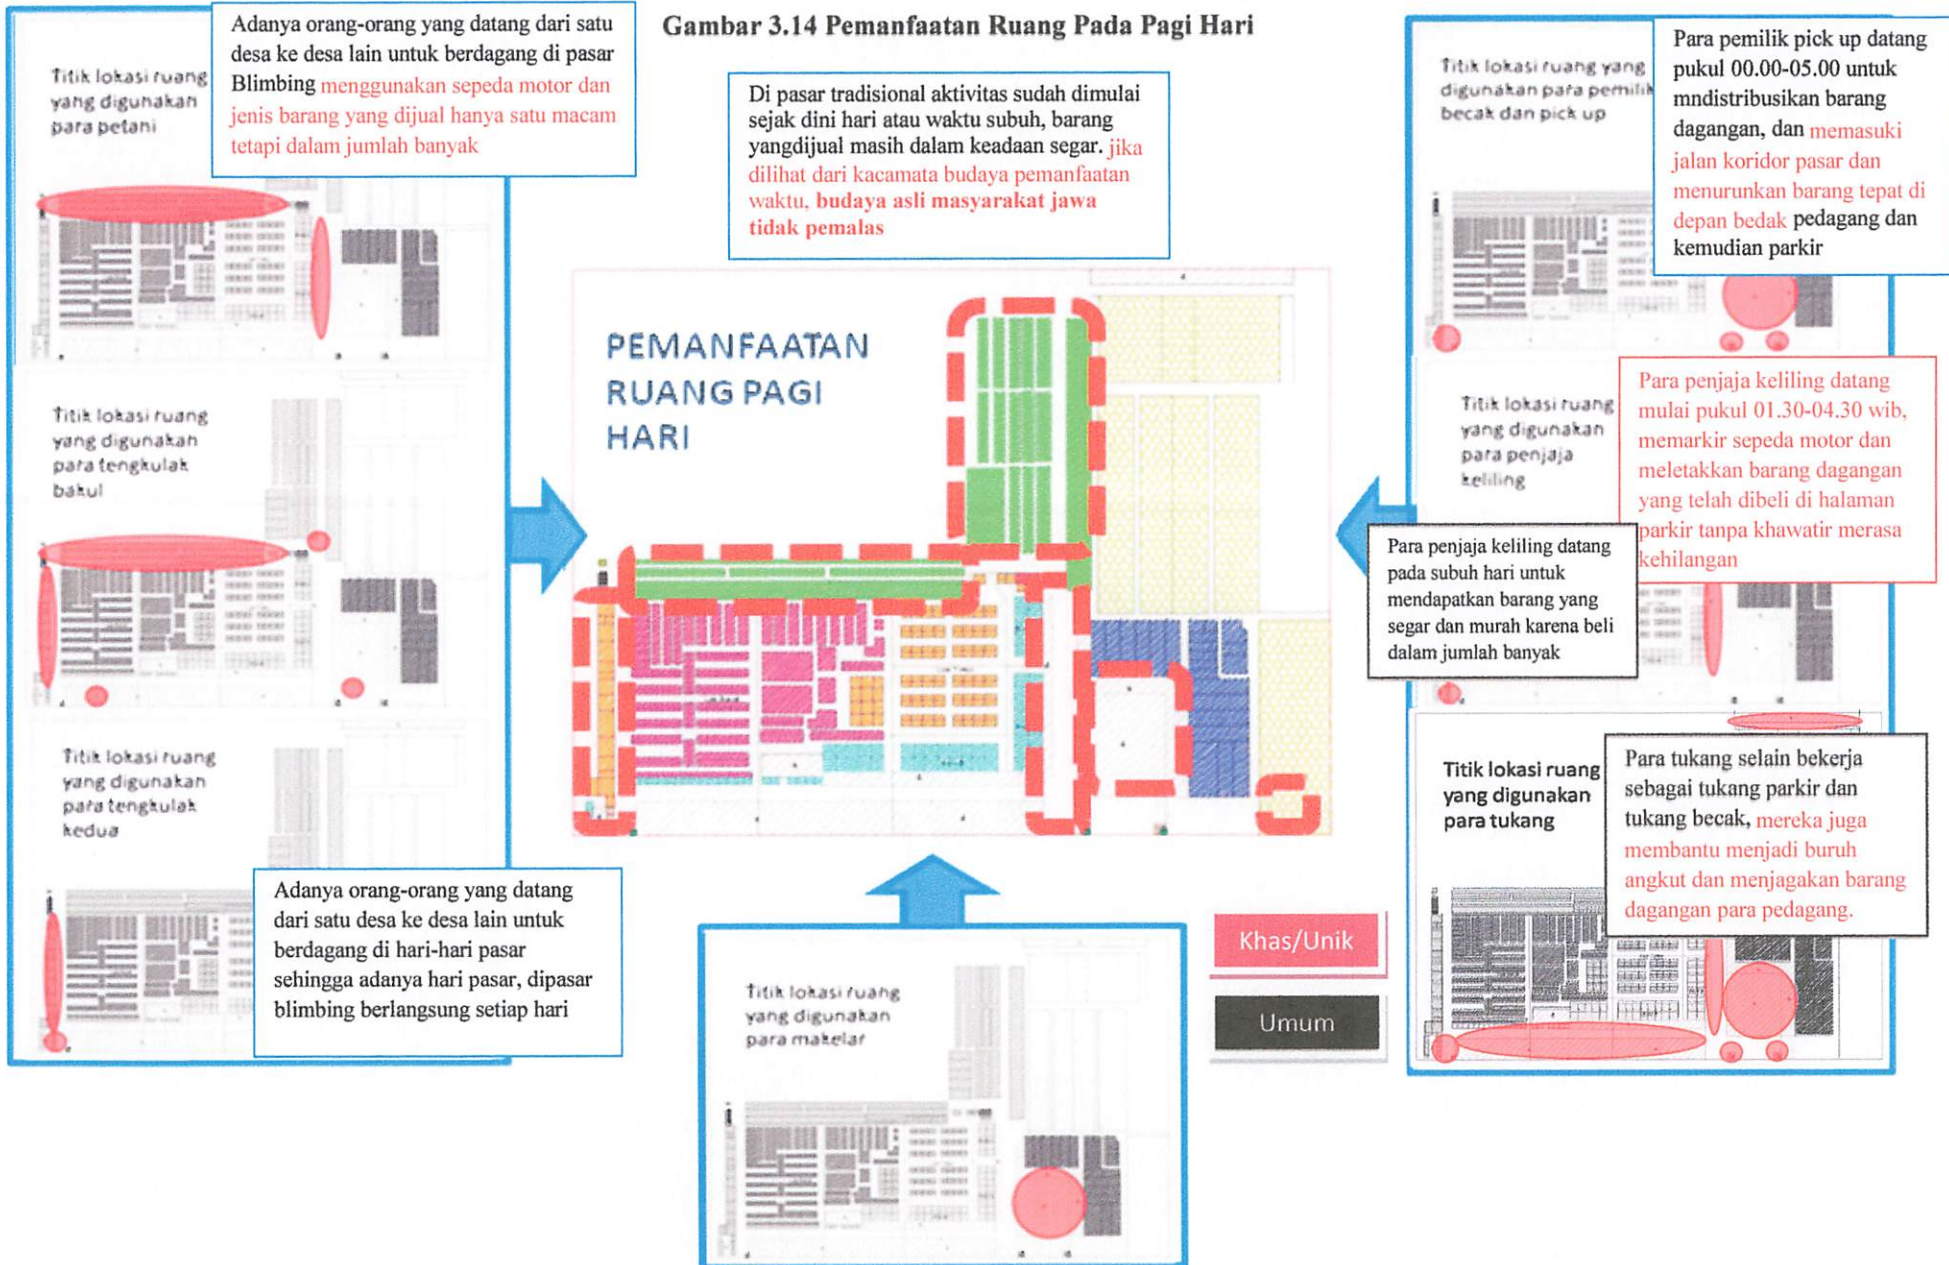 Gambar 3.14 Pemanfaatan Ruang Pada Pagi Hari
Titik lokasi ruang
yang digunakan
para petani
Adanya orang-orang yang datang dari satu
desa ke desa lain untuk berdagang di pasar
Blimbing menggunakan sepeda motor dan
jenis barang yang dijual hanya satu macam
tetapi dalam jumlah banyak
Titik lokasi ruang
yang digunakan
para tengkulak
bakul
Titik lokasi ruang
yang digunakan
para tengkulak
kedua
Adanya orang-orang yang datang
dari satu desa ke desa lain untuk
berdagang di hari-hari pasar
sehingga adanya hari pasar, dipasar
blimbing berlangsung setiap hari
Di pasar tradisional aktivitas sudah dimulai
sejak dini hari atau waktu subuh, barang
yangdijual masih dalam keadaan segar. jika
dilihat dari kacamata budaya pemanfaatan
waktu, budaya asli masyarakat jawa
tidak pemalas
PEMANFAATAN
RUANG PAGI
HARI
Titik lokasi ruang
yang digunakan
para makelar
Khas/Unik
Umum
Titik lokasi ruang yang
digunakan para pemilik
becak dan pick up
Para pemilik pick up datang
pukul 00.00-05.00 untuk
mndistribusikan barang
dagangan, dan memasuki
jalan koridor pasar dan
menurunkan barang tepat di
depan bedak pedagang dan
kemudian parkir
Titik lokasi ruang
yang digunakan
para penjaja
keliling
Para penjaja keliling datang
mulai pukul 01.30-04.30 wib,
memarkir sepeda motor dan
meletakkan barang dagangan
yang telah dibeli di halaman
parkir tanpa khawatir merasa
kehilangan
Para penjaja keliling datang
pada subuh hari untuk
mendapatkan barang yang
segar dan murah karena beli
dalam jumlah banyak
Titik lokasi ruang
yang digunakan
para tukang
Para tukang selain bekerja
sebagai tukang parkir dan
tukang becak, mereka juga
membantu menjadi buruh
angkut dan menjagakan barang
dagangan para pedagang.